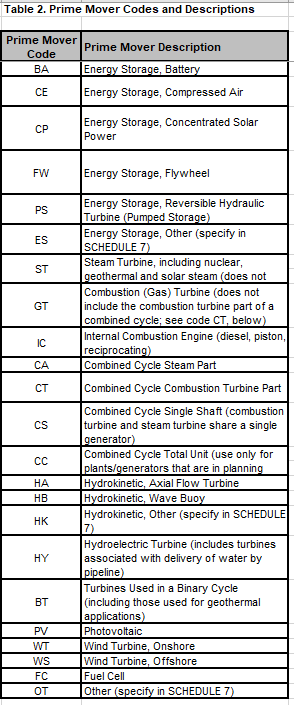 Table 2. Prime Mover Codes and Descriptions
Prime Mover
Code
Prime Mover Description
BA
Energy Storage, Battery
CE
Energy Storage, Compressed Air
CP
Energy Storage, Concentrated Solar
Power
FW
Energy Storage, Flywheel
PS
Energy Storage, Reversible Hydraulic
Turbine (Pumped Storage)
ES
Energy Storage, Other (specify in
SCHEDULE 7)
ST
Steam Turbine, including nuclear,
geothermal and solar steam (does not
GT
Combustion (Gas) Turbine (does not
include the combustion turbine part of a
combined cycle; see code CT, below)
IC
Internal Combustion Engine (diesel, piston,
reciprocating)
CA
Combined Cycle Steam Part
CT
Combined Cycle Combustion Turbine Part
CS
Combined Cycle Single Shaft (combustion
turbine and steam turbine share a single
generator)
CC
Combined Cycle Total Unit (use only for
plants/generators that are in planning
HA
Hydrokinetic, Axial Flow Turbine
HB
Hydrokinetic, Wave Buoy
HK
Hydrokinetic, Other (specify in SCHEDULE
7)
HY
Hydroelectric Turbine (includes turbines
associated with delivery of water by
pipeline)
BT
Turbines Used in a Binary Cycle
(including those used for geothermal
applications)
PV
Photovoltaic
WT
Wind Turbine, Onshore
WS
Wind Turbine, Offshore
FC
Fuel Cell
OT
Other (specify in SCHEDULE 7)